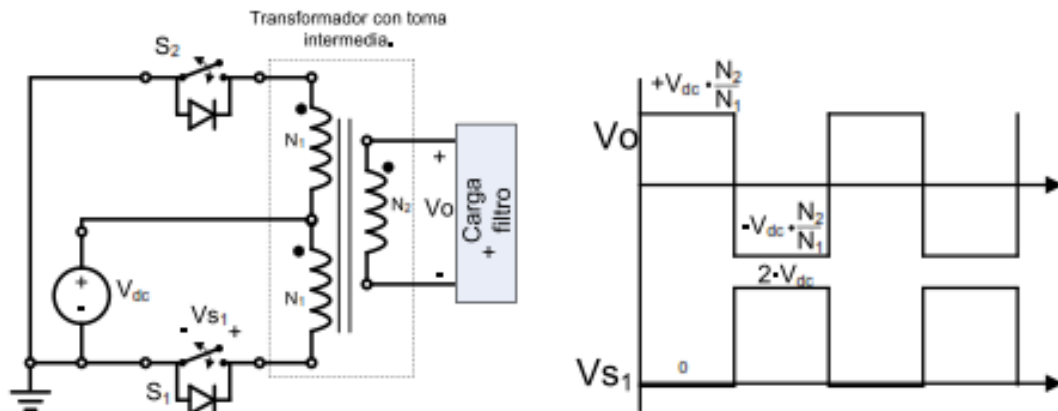 Transformador con toma
intermedia.
S₂
N₁
N₂
+
Vo
-
Carga
+
filtro
N₁
+
-
Vdc
- Vs₁ +
S₁
+Vdc·N₂/N₁
Vo
-Vdc·N₂/N₁
2·Vdc
Vs₁
0